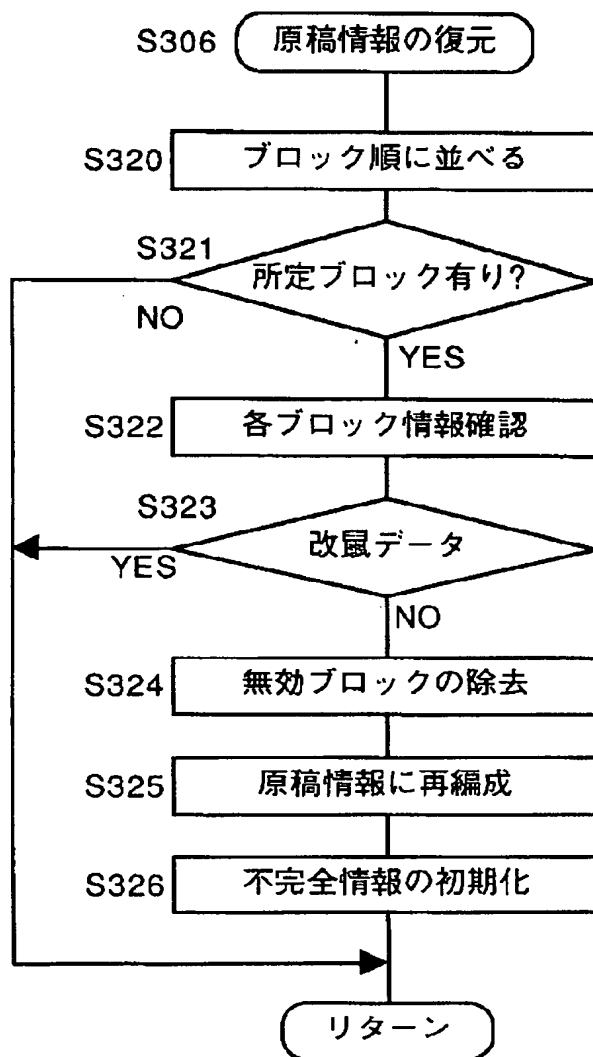 S306 原稿情報の復元
S320 ブロック順に並べる
S321
所定ブロック有り?
NO
YES
S322 各ブロック情報確認
S323
改鼠データ
YES
NO
S324 無効ブロックの除去
S325 原稿情報に再編成
S326 不完全情報の初期化
リターン